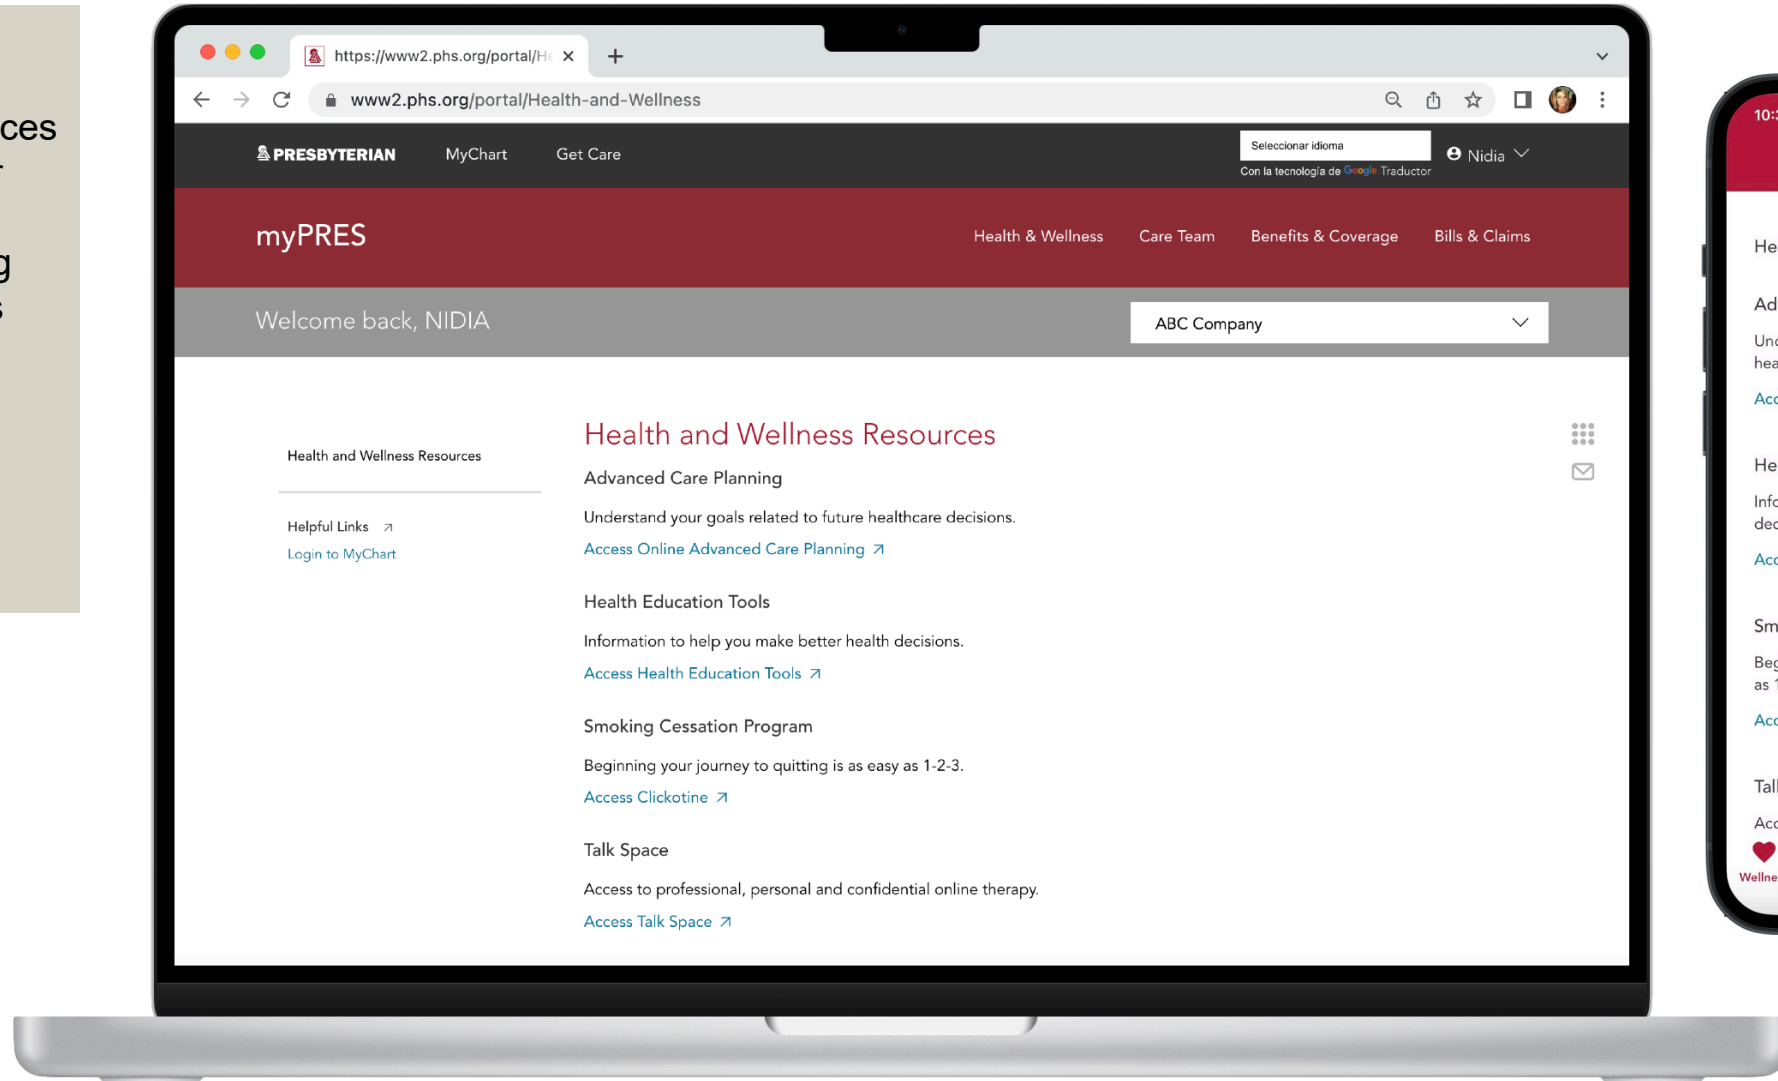 https://www2.phs.org/portal/He
www2.phs.org/portal/Health-and-Wellness
PRESBYTERIAN MyChart Get Care
Seleccionar idioma
Con la tecnología de Google Traductor
Nidia
myPRES
Health & Wellness Care Team Benefits & Coverage Bills & Claims
Welcome back, NIDIA
ABC Company
Health and Wellness Resources
Helpful Links
Login to MyChart
Health and Wellness Resources
Advanced Care Planning
Understand your goals related to future healthcare decisions.
Access Online Advanced Care Planning
Health Education Tools
Information to help you make better health decisions.
Access Health Education Tools
Smoking Cessation Program
Beginning your journey to quitting is as easy as 1-2-3.
Access Clickotine
Talk Space
Access to professional, personal and confidential online therapy.
Access Talk Space